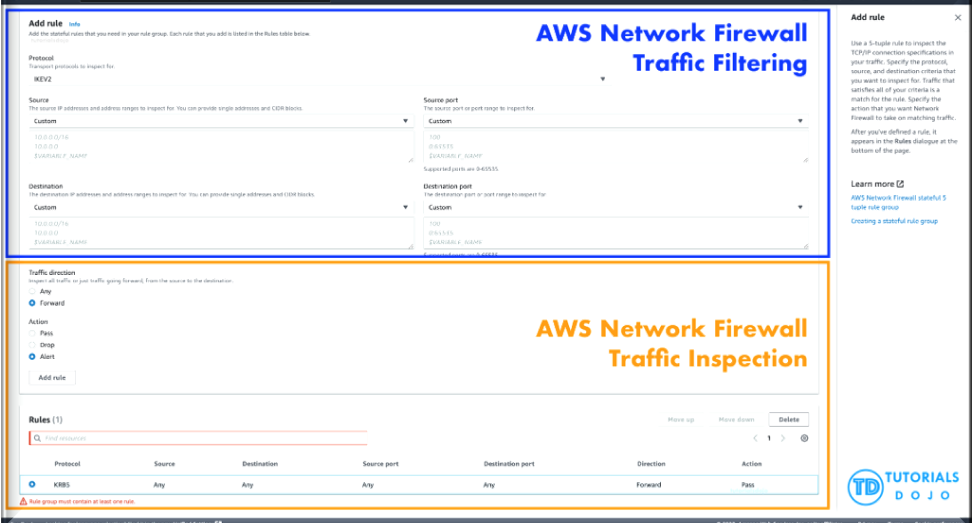 Add rule Info
Add the stateful rules that you need in your rule group. Each rule that you add is listed in the Rules table below.
AWS Network Firewall
Traffic Filtering
Protocol
Transport protocols to inspect for.
IKEV2
Source
The source IP addresses and address ranges to inspect for. You can provide single addresses and CIDR blocks.
Custom
10.0.0.0/16
10.0.0.0
$VARIABLE_NAME
Source port
The source port or port range to inspect for.
Custom
100
0:65535
$VARIABLE_NAME
Supported ports are 0-65535
Destination
The destination IP addresses and address ranges to inspect for. You can provide single addresses and CIDR blocks.
Custom
10.0.0.0/16
10.0.0.0
$VARIABLE_NAME
Destination port
The destination port or port range to inspect for
Custom
100
0:65535
$VARIABLE_NAME
Supported ports are 0-65535
Traffic direction
Inspect all traffic or just traffic going forward, from the source to the destination.
Any
Forward
Action
Pass
Drop
Alert
Add rule
AWS Network Firewall
Traffic Inspection
Rules (1)
Move up Move down Delete
Find resources
1
Protocol Source Destination Source port Destination port Direction Action
KRB5 Any Any Any Any Forward Pass
Rule group must contain at least one rule.
Add rule
Use a 5-tuple rule to inspect the
TCP/IP connection specifications in
your traffic. Specify the protocol,
source, and destination criteria that
you want to inspect for. Traffic that
satisfies all of your criteria is a
match for the rule. Specify the
action that you want Network
Firewall to take on matching traffic.
After you've defined a rule, it
appears in the Rules dialogue at the
bottom of the page.
Learn more
AWS Network Firewall stateful 5
tuple rule group
Creating a stateful rule group
TD TUTORIALS
DOJO